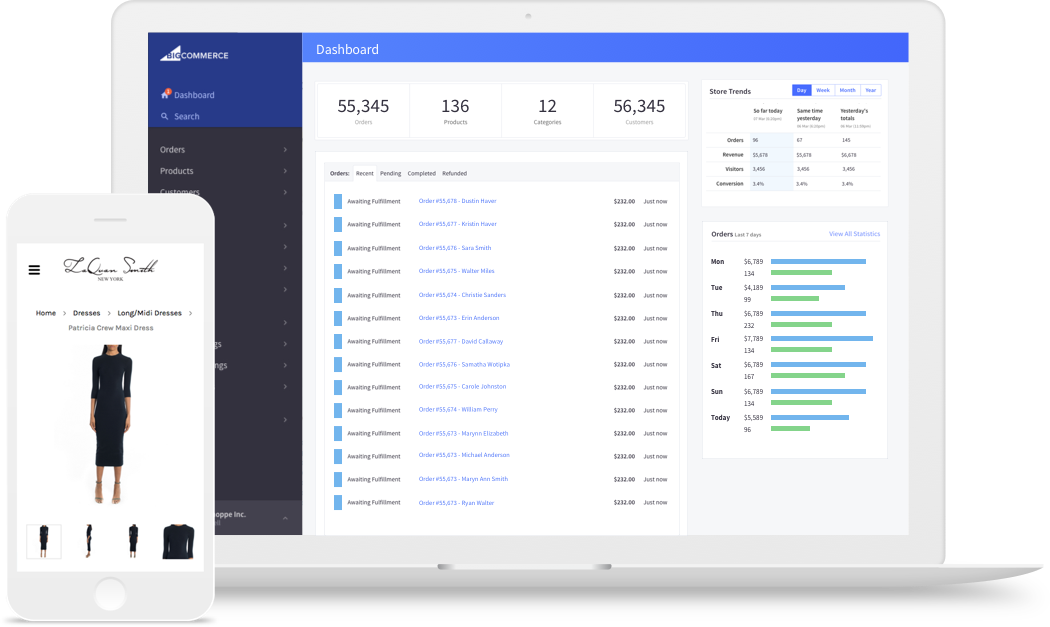 BIGCOMMERCE
Dashboard
1
Dashboard
Search
Orders
Products
Customers
gs
ngs
oppe Inc.
55,345
Orders
136
Products
12
Categories
56,345
Customers
Orders: Recent Pending Completed Refunded
Awaiting Fulfillment Order #55,678 - Dustin Haver $232.00 Just now
Awaiting Fulfillment Order #55,677 - Kristin Haver $232.00 Just now
Awaiting Fulfillment Order #55,676 - Sara Smith $232.00 Just now
Awaiting Fulfillment Order #55,675 - Walter Miles $232.00 Just now
Awaiting Fulfillment Order #55,674 - Christie Sanders $232.00 Just now
Awaiting Fulfillment Order #55,673 - Erin Anderson $232.00 Just now
Awaiting Fulfillment Order #55,677 - David Callaway $232.00 Just now
Awaiting Fulfillment Order #55,676 - Samatha Wotipka $232.00 Just now
Awaiting Fulfillment Order #55,675 - Carole Johnston $232.00 Just now
Awaiting Fulfillment Order #55,674 - William Perry $232.00 Just now
Awaiting Fulfillment Order #55,673 - Marynn Elizabeth $232.00 Just now
Awaiting Fulfillment Order #55,673 - Michael Anderson $232.00 Just now
Awaiting Fulfillment Order #55,673 - Maryn Ann Smith $232.00 Just now
Awaiting Fulfillment Order #55,673 - Ryan Walter $232.00 Just now
Store Trends Day Week Month Year
So far today Same time yesterday Yesterday's totals
Orders 96 67 145
Revenue $5,678 $5,678 $6,678
Visitors 3,456 3,456 3,456
Conversion 3.4% 3.4% 3.4%
Orders Last 7 days View All Statistics
Mon $6,789
134
Tue $4,189
99
Thu $6,789
232
Fri $7,789
134
Sat $6,789
167
Sun $6,789
134
Today $5,589
96
LaQuan Smith
NEW YORK
Home > Dresses > Long/Midi Dresses >
Patricia Crew Maxi Dress